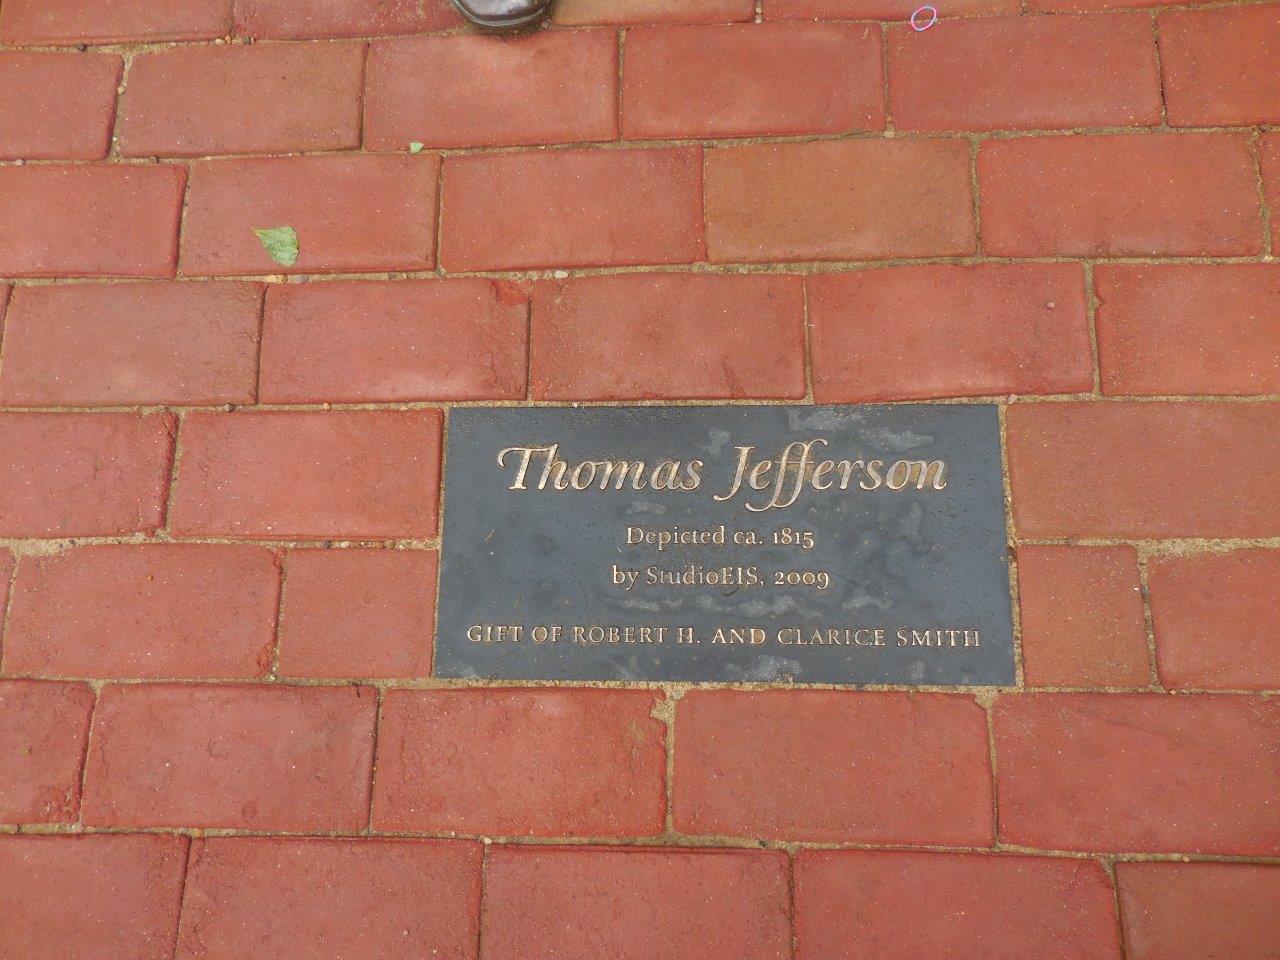 Thomas Jefferson
Depicted ca. 1815
by StudioEIS, 2009
GIFT OF ROBERT H. AND CLARICE SMITH